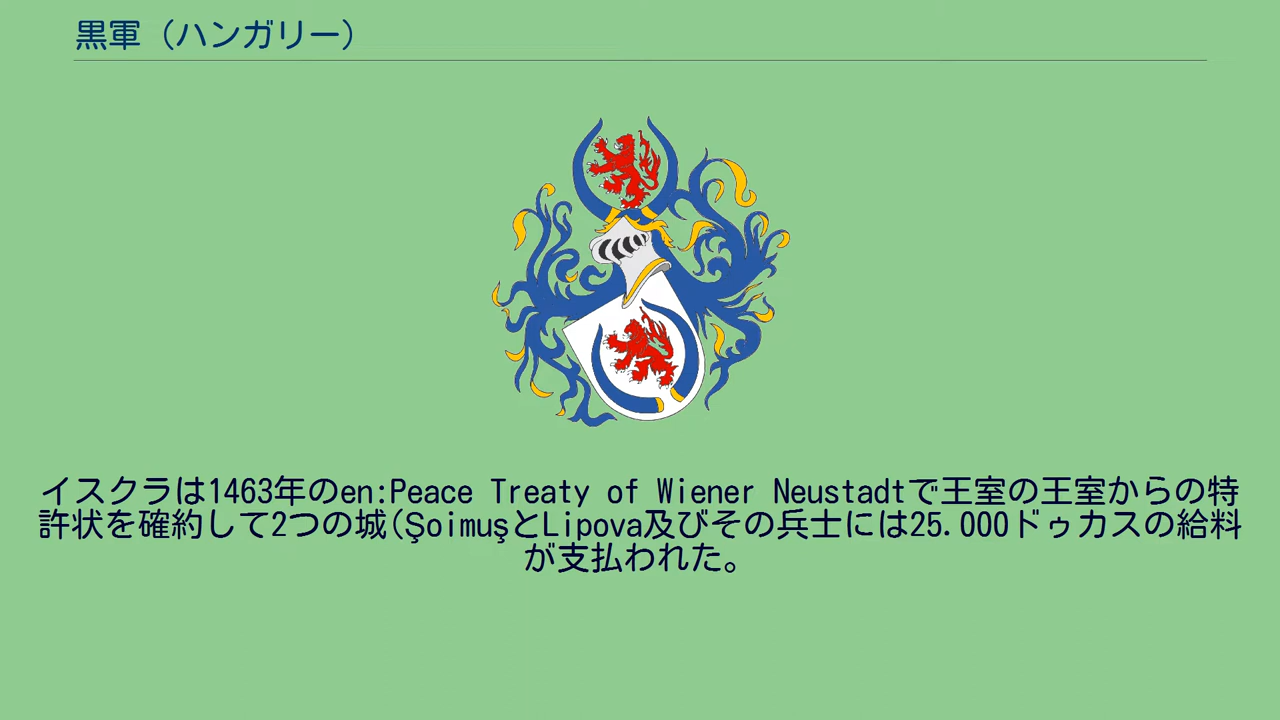 黒軍（ハンガリー）
イスクラは1463年のen:Peace Treaty of Wiener Neustadtで王室の王室からの特
許状を確約して2つの城(ŞoimuşとLipova及びその兵士には25.000ドゥカスの給料
が支払われた。